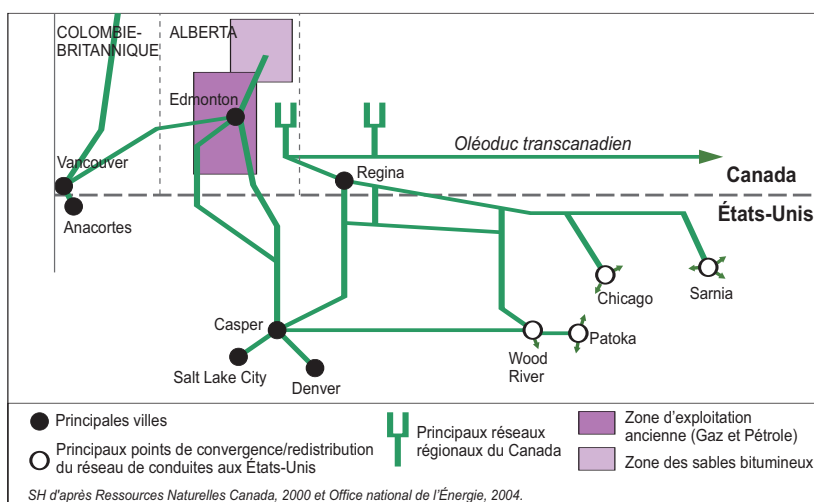 COLOMBIE-
BRITANNIQUE
ALBERTA
Edmonton
Oléoduc transcanadien
Vancouver
Regina
Canada
Anacortes
États-Unis
Chicago
Sarnia
Casper
Wood
River
Patoka
Salt Lake City
Denver
Principales villes
Principaux points de convergence/redistribution
du réseau de conduites aux États-Unis
Principaux réseaux
régionaux du Canada
Zone d'exploitation
ancienne (Gaz et Pétrole)
Zone des sables bitumineux
SH d'après Ressources Naturelles Canada, 2000 et Office national de l'Énergie, 2004.